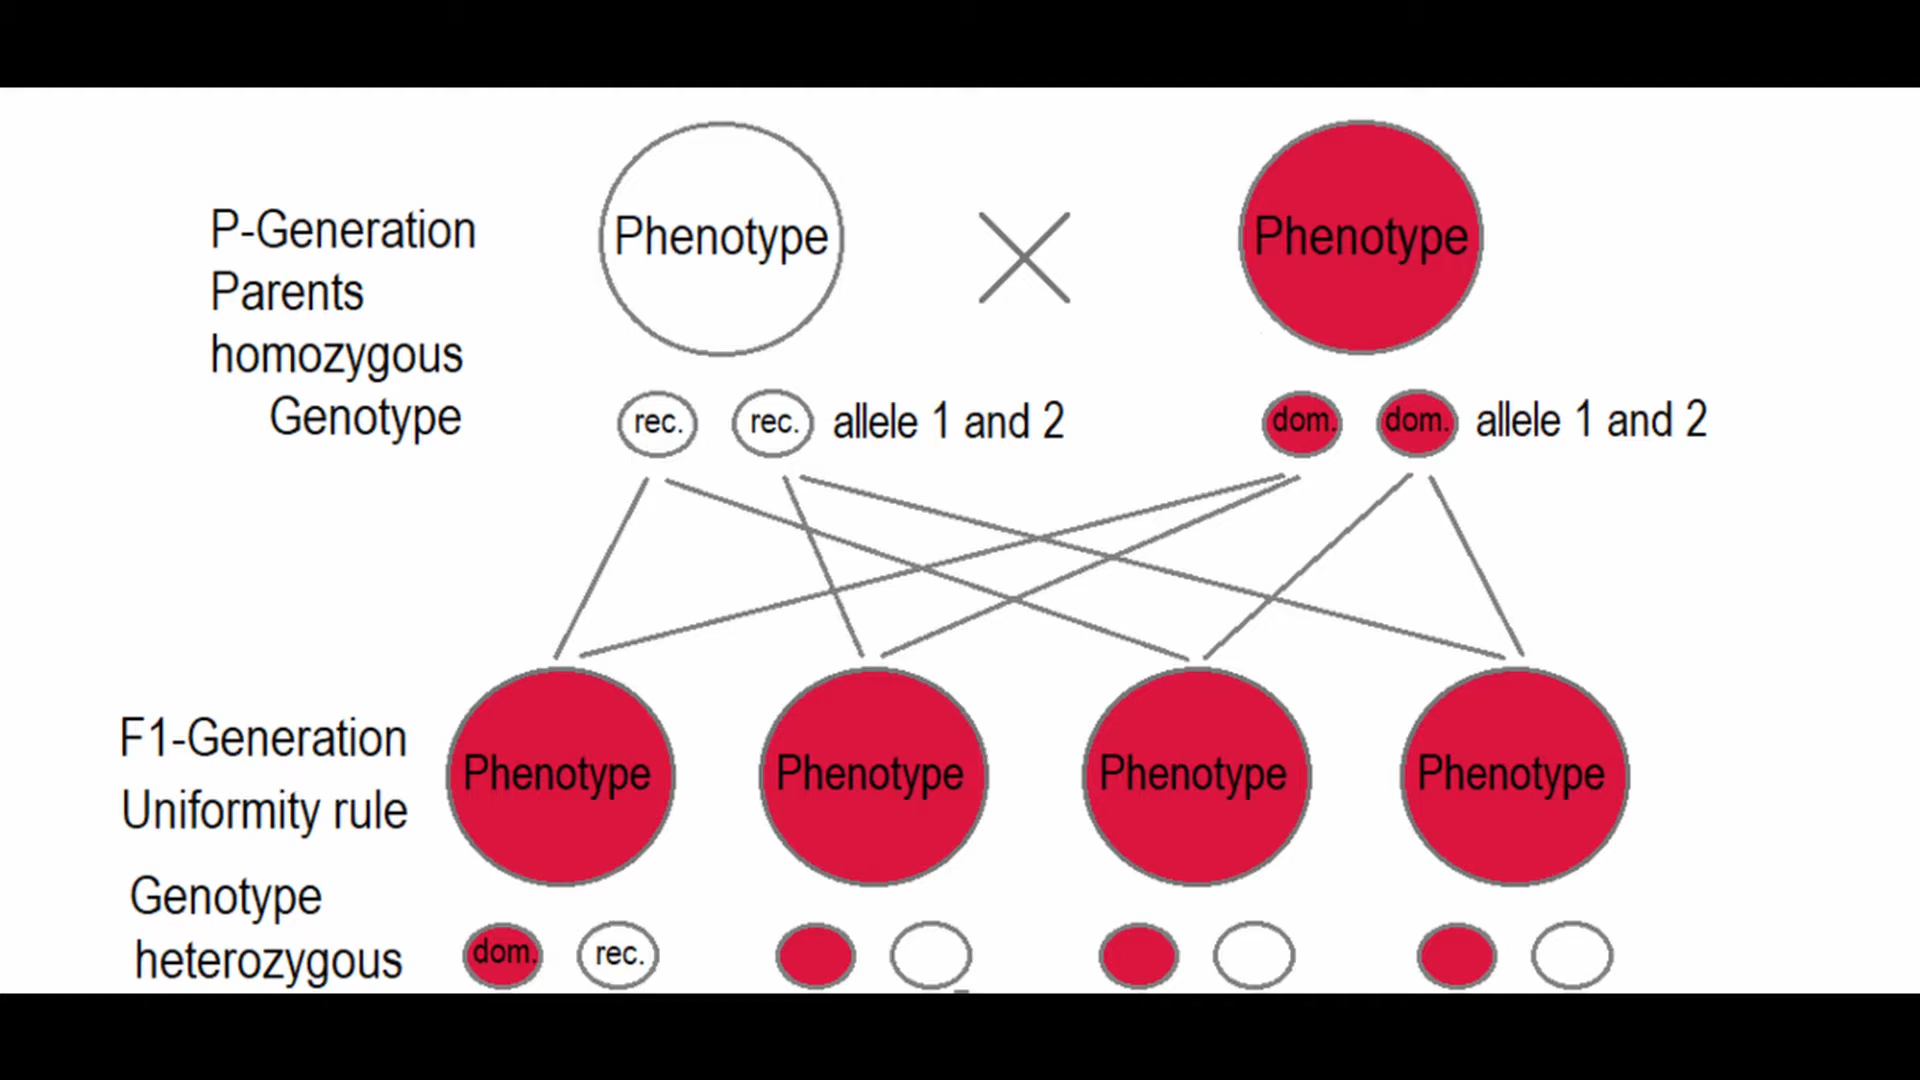 Phenotype
Phenotype
P-Generation
Parents
homozygous
Genotype
rec.
rec.
allele 1 and 2
dom.
dom.
allele 1 and 2
F1-Generation
Uniformity rule
Phenotype
Phenotype
Phenotype
Phenotype
Genotype
heterozygous
dom.
rec.